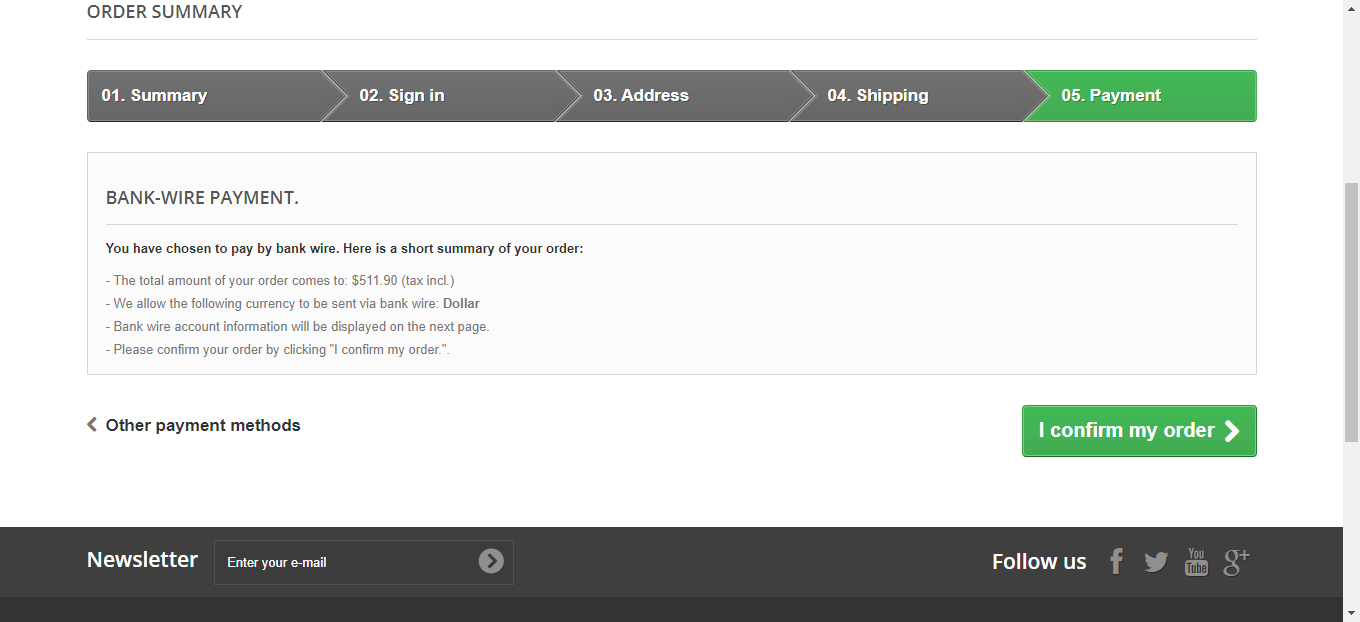 ORDER SUMMARY
01. Summary
02. Sign in
03. Address
04. Shipping
05. Payment
BANK-WIRE PAYMENT.
You have chosen to pay by bank wire. Here is a short summary of your order:
- The total amount of your order comes to: $511.90 (tax incl.)
- We allow the following currency to be sent via bank wire: Dollar
- Bank wire account information will be displayed on the next page.
- Please confirm your order by clicking "I confirm my order.".
Other payment methods
I confirm my order
Newsletter
Enter your e-mail
Follow us
You
Tube